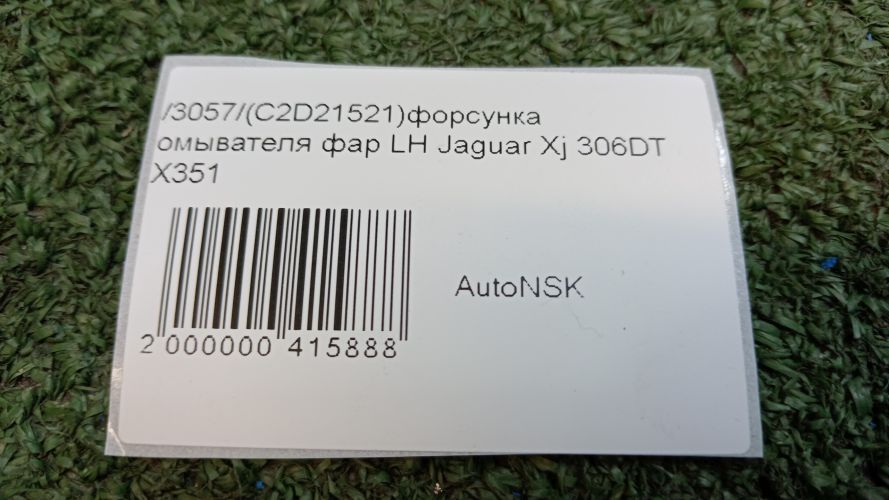 /3057/(C2D21521)форсунка
омывателя фар LH Jaguar Xj 306DT
X351
AutoNSK
2 000000 415888